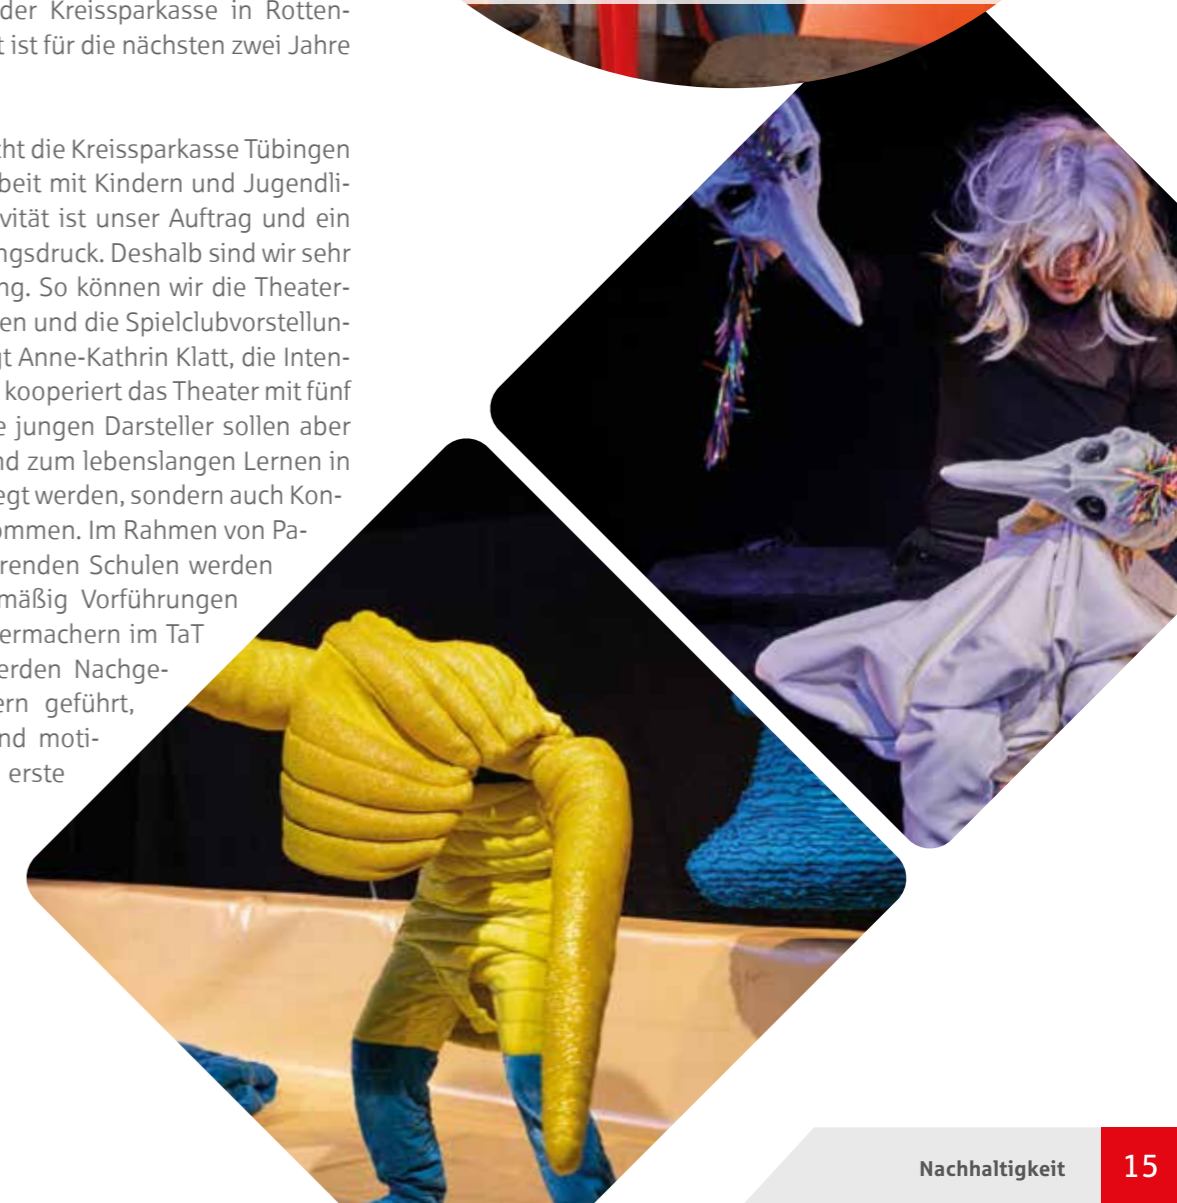 der Kreissparkasse in Rotten-
t ist für die nächsten zwei Jahre
ht die Kreissparkasse Tübingen
beit mit Kindern und Jugendli-
vität ist unser Auftrag und ein
ngsdruck. Deshalb sind wir sehr
ng. So können wir die Theater-
en und die Spielclubvorstellun-
gt Anne-Kathrin Klatt, die Inten-
kooperiert das Theater mit fünf
e jungen Darsteller sollen aber
nd zum lebenslangen Lernen in
egt werden, sondern auch Kon-
ommen. Im Rahmen von Pa-
renden Schulen werden
mäßig Vorführungen
ermachern im TaT
erden Nachge-
ern geführt,
nd moti-
erste
Nachhaltigkeit 15